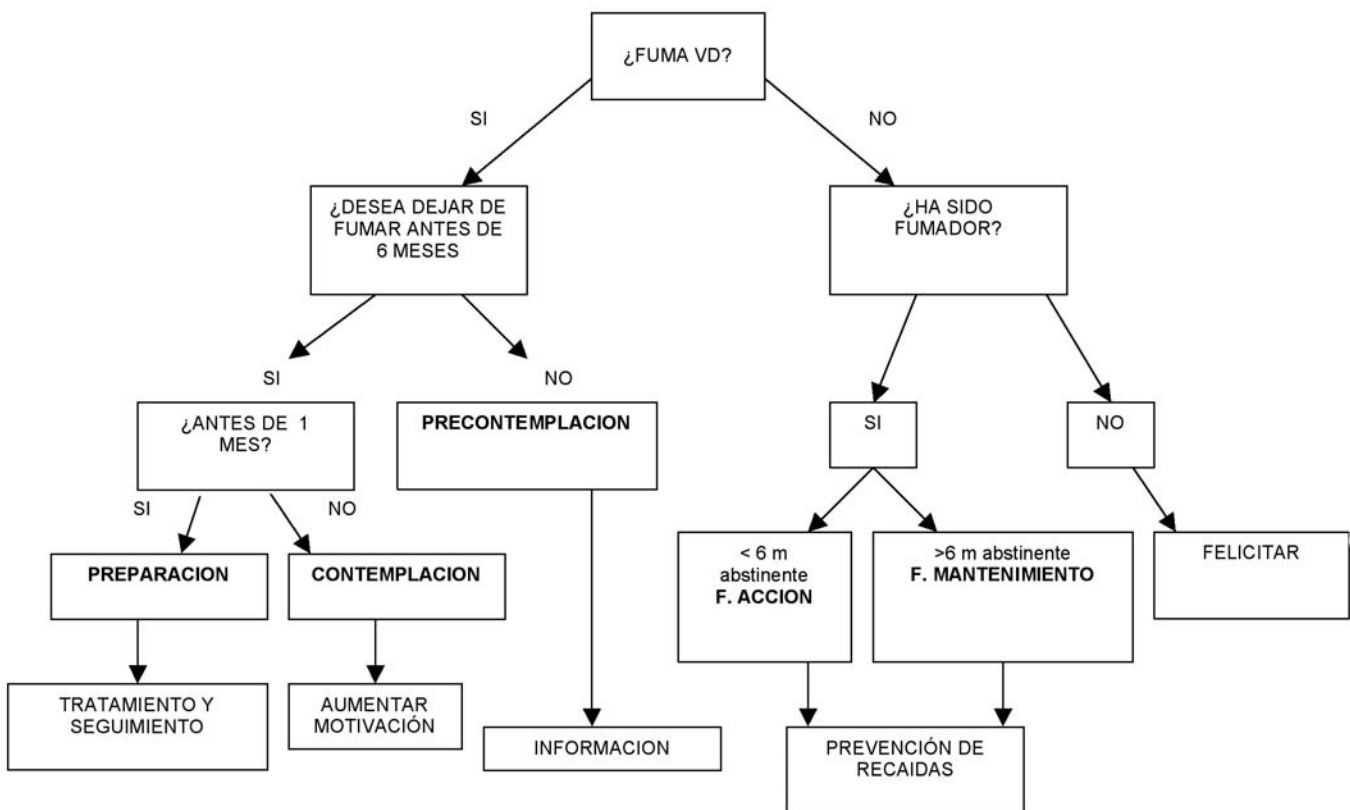 ¿FUMA VD?
SI
NO
¿DESEA DEJAR DE
FUMAR ANTES DE
6 MESES
¿HA SIDO
FUMADOR?
SI
NO
¿ANTES DE 1
MES?
PRECONTEMPLACION
SI
NO
SI
NO
PREPARACION
CONTEMPLACION
< 6 m
abstinente
F. ACCION
>6 m abstinente
F. MANTENIMIENTO
FELICITAR
TRATAMIENTO Y
SEGUIMIENTO
AUMENTAR
MOTIVACIÓN
INFORMACION
PREVENCIÓN DE
RECAIDAS